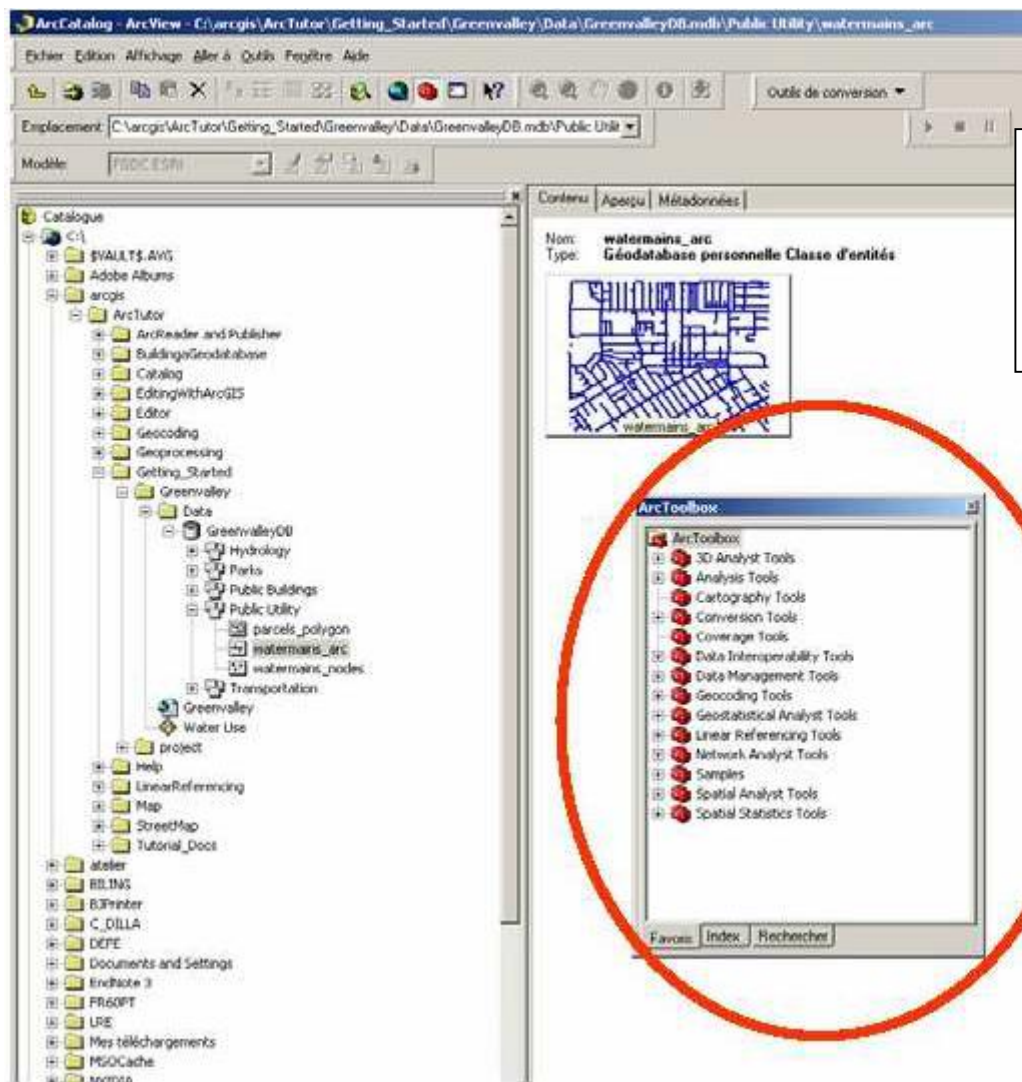 ArcCatalog - ArcView - C:\arcgis\ArcTutor\Getting_Started\Greenvalley\Data\GreenvalleyDB.mdb\Public Utility\watermains_arc
Fichier Edition Affichage Aller à Outils Fenêtre Aide
Outils de conversion
Emplacement C:\arcgis\ArcTutor\Getting_Started\Greenvalley\Data\GreenvalleyDB.mdb\Public Utilit
Modèle FGDC ESRI
Catalogue
C:\
$VAULT$.AVG
Adobe Albums
arcgis
ArcTutor
ArcReader and Publisher
BuildingaGeodatabase
Catalog
EditingWithArcGIS
Editor
Geocoding
Geoprocessing
Getting_Started
Greenvalley
Data
GreenvalleyDB
Hydrology
Parks
Public Buildings
Public Utility
parcels_polygon
watermains_arc
watermains_nodes
Transportation
Greenvalley
Water Use
project
Help
LinearReferencing
Map
StreetMap
Tutorial_Docs
atelier
BILING
BJPrinter
C_DILLA
DEFE
Documents and Settings
EndNote 3
FR60PT
LRE
Mes téléchargements
MSOCache
NVIDIA
Contenu Aperçu Métadonnées
Nom: watermains_arc
Type: Géodatabase personnelle Classe d'entités
watermains_arc
ArcToolbox
ArcToolbox
3D Analyst Tools
Analysis Tools
Cartography Tools
Conversion Tools
Coverage Tools
Data Interoperability Tools
Data Management Tools
Geocoding Tools
Geostatistical Analyst Tools
Linear Referencing Tools
Network Analyst Tools
Samples
Spatial Analyst Tools
Spatial Statistics Tools
Favoris Index Rechercher